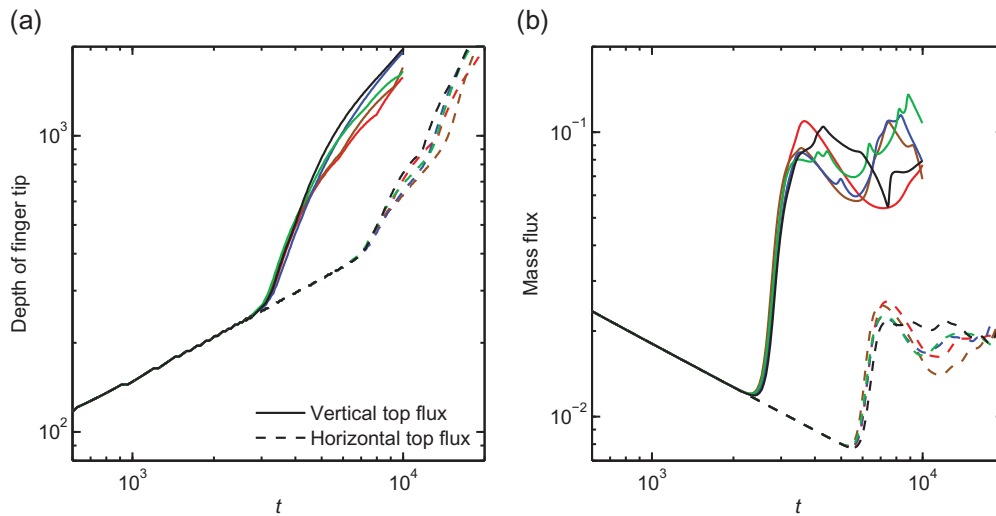 (a)
(b)
Depth of finger tip
10^3
10^2
Vertical top flux
Horizontal top flux
10^3
10^4
t
Mass flux
10^-1
10^-2
10^3
10^4
t